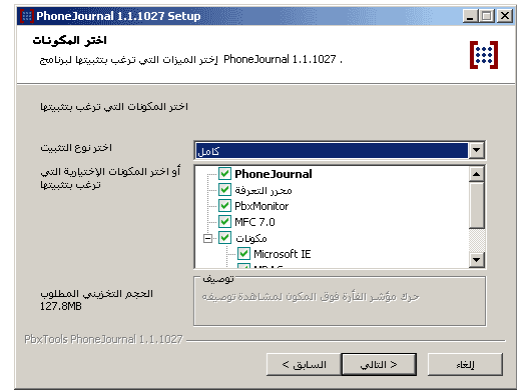 PhoneJournal 1.1.1027 Setup
اختر المكونات
إختر الميزات التي ترغب بتثبيتها لبرنامج PhoneJournal 1.1.1027 .
اختر المكونات التي ترغب بتثبيتها
اختر نوع التثبيت
كامل
أو اختر المكونات الإختيارية التي
ترغب بتثبيتها
PhoneJournal
محرر التعرفة
PbxMonitor
MFC 7.0
مكونات
Microsoft IE
الحجم التخزيني المطلوب
127.8MB
توصيف
حرك مؤشر الفأرة فوق المكون لمشاهدة توصيفه
PbxTools PhoneJournal 1.1.1027
السابق >
< التالي
إلغاء